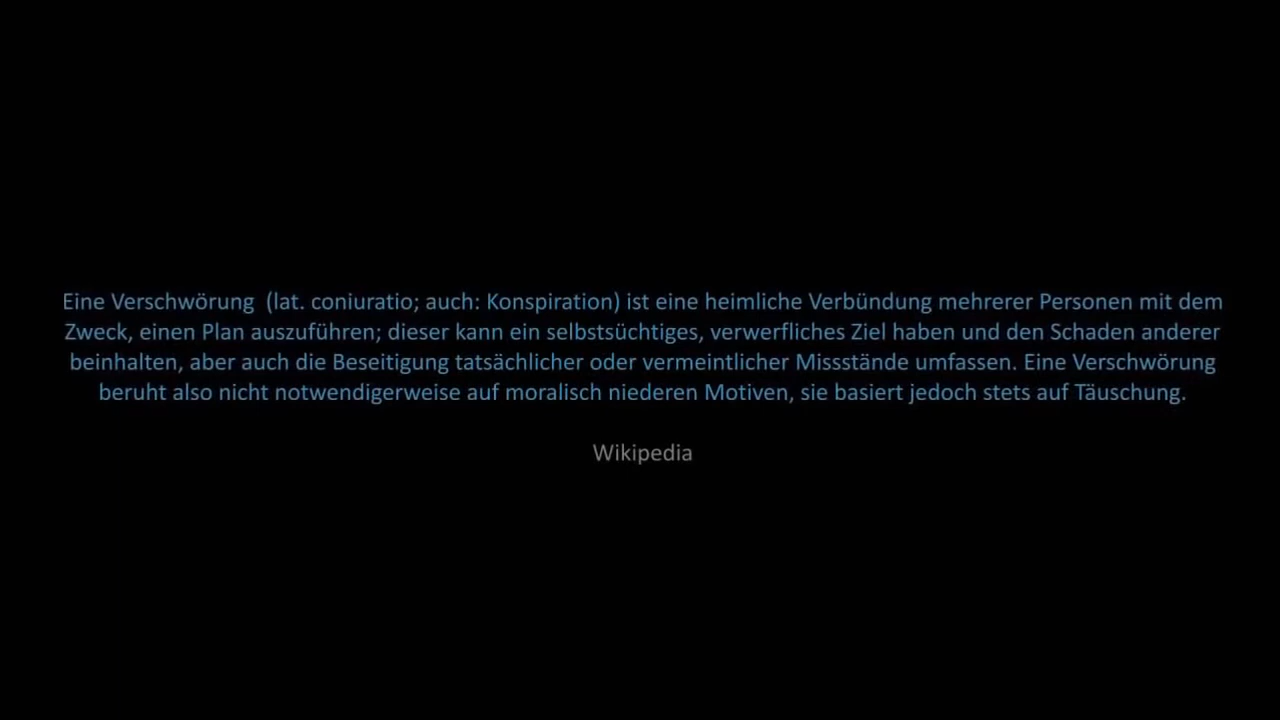 Eine Verschwörung  (lat. coniuratio; auch: Konspiration) ist eine heimliche Verbündung mehrerer Personen mit dem
Zweck, einen Plan auszuführen; dieser kann ein selbstsüchtiges, verwerfliches Ziel haben und den Schaden anderer
beinhalten, aber auch die Beseitigung tatsächlicher oder vermeintlicher Missstände umfassen. Eine Verschwörung
beruht also nicht notwendigerweise auf moralisch niederen Motiven, sie basiert jedoch stets auf Täuschung.
Wikipedia